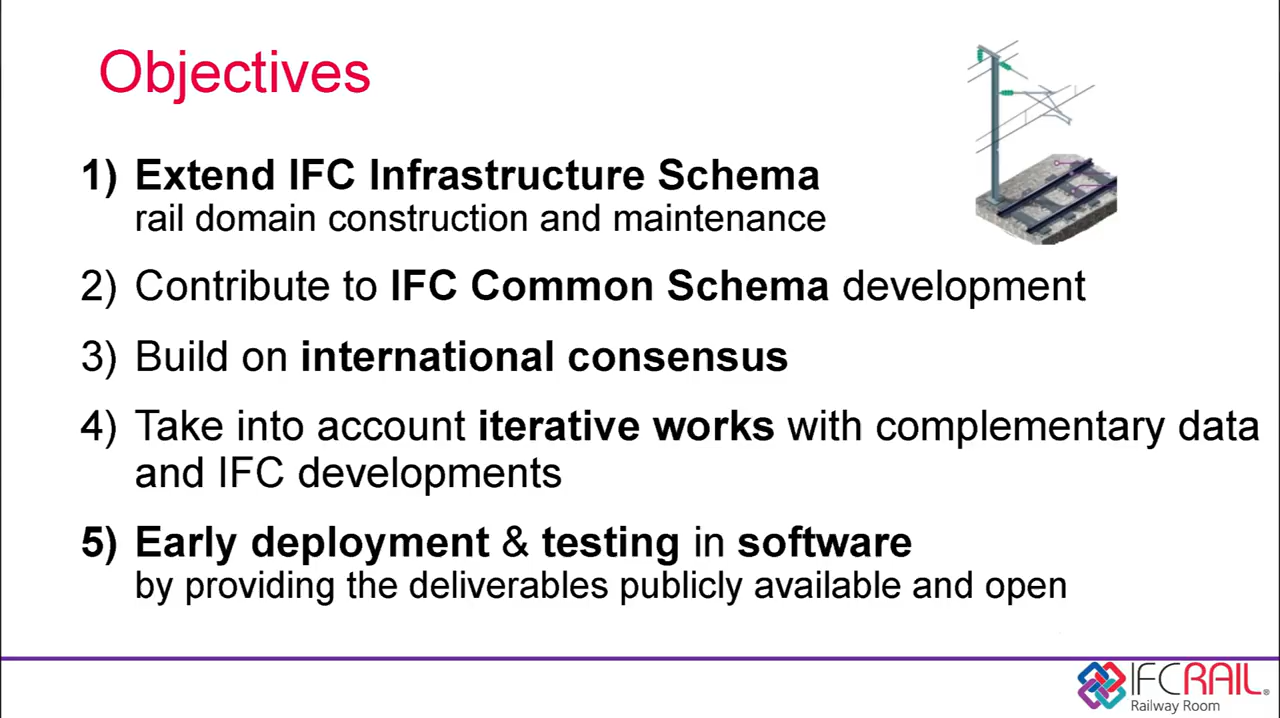 Objectives
1) Extend IFC Infrastructure Schema
rail domain construction and maintenance
2) Contribute to IFC Common Schema development
3) Build on international consensus
4) Take into account iterative works with complementary data
and IFC developments
5) Early deployment & testing in software
by providing the deliverables publicly available and open
IFCRAIL®
Railway Room